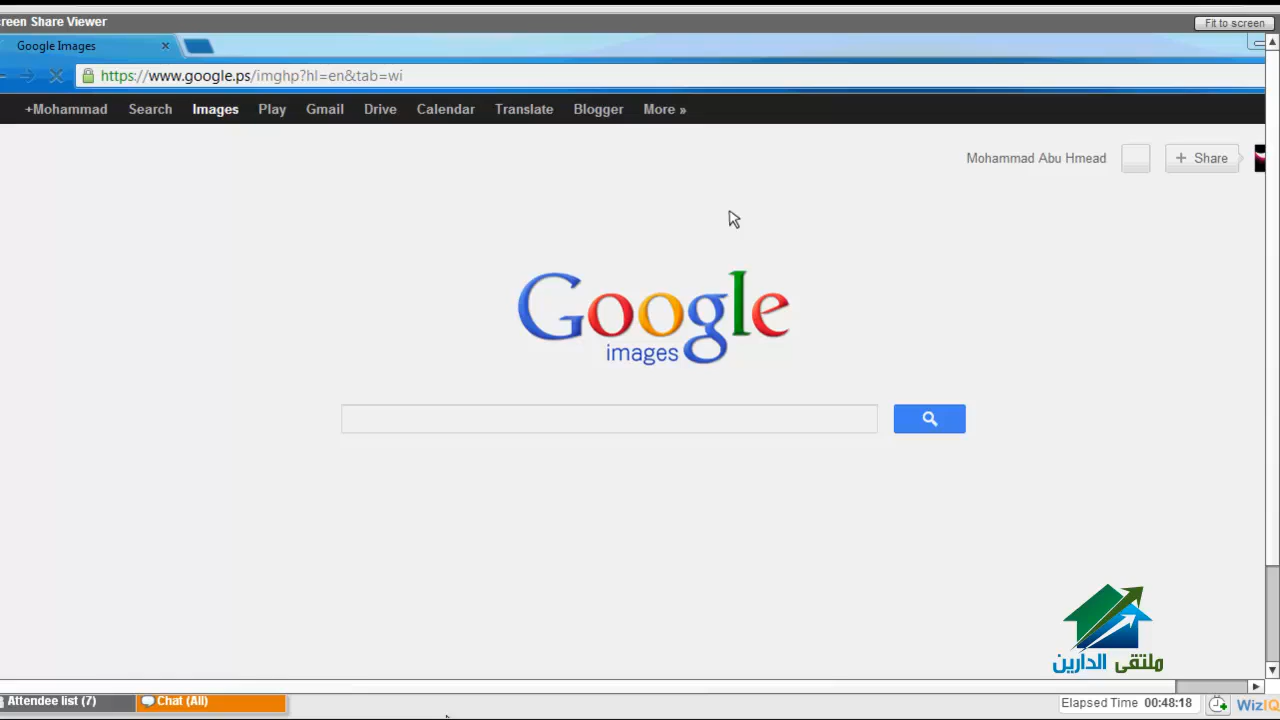 reen Share Viewer
Fit to screen
Google Images
https://www.google.ps/imghp?hl=en&tab=wi
+Mohammad Search Images Play Gmail Drive Calendar Translate Blogger More »
Mohammad Abu Hmead
+ Share
Google
images
ملتقى الدارين
Attendee list (7)
Chat (All)
Elapsed Time 00:48:18
WizIQ